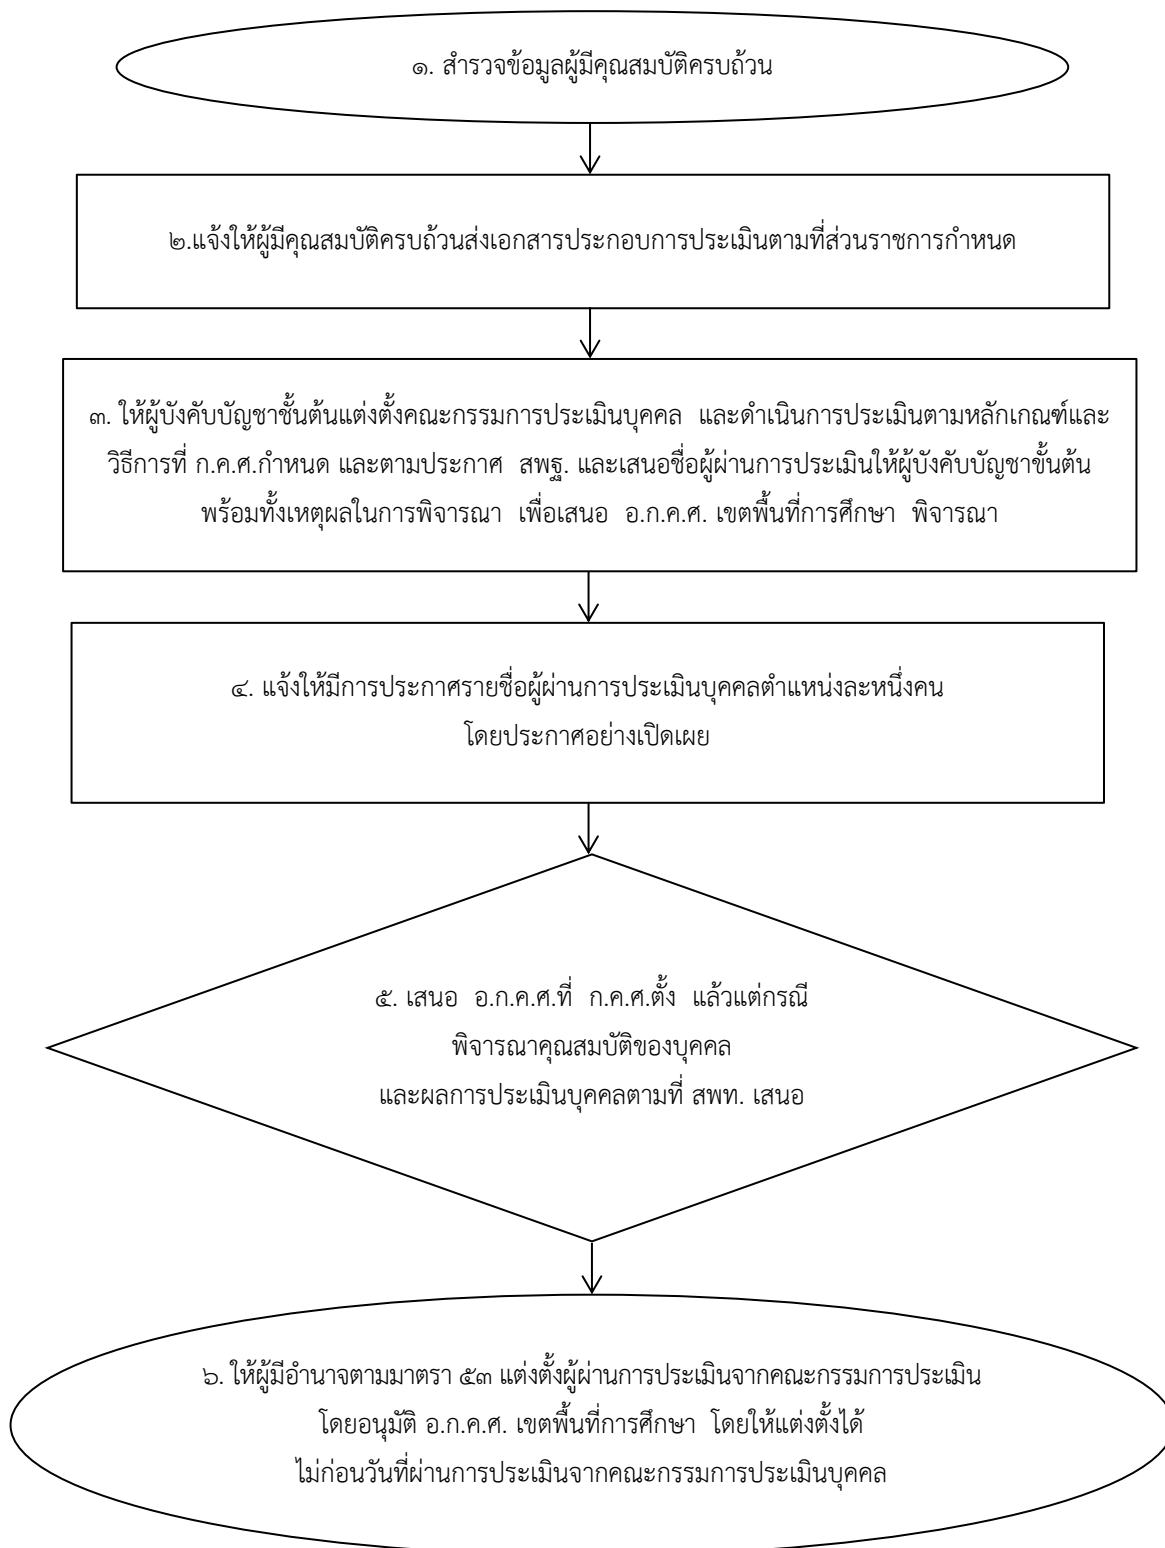 ๑. สำรวจข้อมูลผู้มีคุณสมบัติครบถ้วน
๒.แจ้งให้ผู้มีคุณสมบัติครบถ้วนส่งเอกสารประกอบการประเมินตามที่ส่วนราชการกำหนด
๓. ให้ผู้บังคับบัญชาชั้นต้นแต่งตั้งคณะกรรมการประเมินบุคคล และดำเนินการประเมินตามหลักเกณฑ์และ
วิธีการที่ ก.ค.ศ.กำหนด และตามประกาศ สพฐ. และเสนอชื่อผู้ผ่านการประเมินให้ผู้บังคับบัญชาขั้นต้น
พร้อมทั้งเหตุผลในการพิจารณา เพื่อเสนอ อ.ก.ค.ศ. เขตพื้นที่การศึกษา พิจารณา
๔. แจ้งให้มีการประกาศรายชื่อผู้ผ่านการประเมินบุคคลตำแหน่งละหนึ่งคน
โดยประกาศอย่างเปิดเผย
๕. เสนอ อ.ก.ค.ศ.ที่ ก.ค.ศ.ตั้ง แล้วแต่กรณี
พิจารณาคุณสมบัติของบุคคล
และผลการประเมินบุคคลตามที่ สพท. เสนอ
๖. ให้ผู้มีอำนาจตามมาตรา ๕๓ แต่งตั้งผู้ผ่านการประเมินจากคณะกรรมการประเมิน
โดยอนุมัติ อ.ก.ค.ศ. เขตพื้นที่การศึกษา โดยให้แต่งตั้งได้
ไม่ก่อนวันที่ผ่านการประเมินจากคณะกรรมการประเมินบุคคล